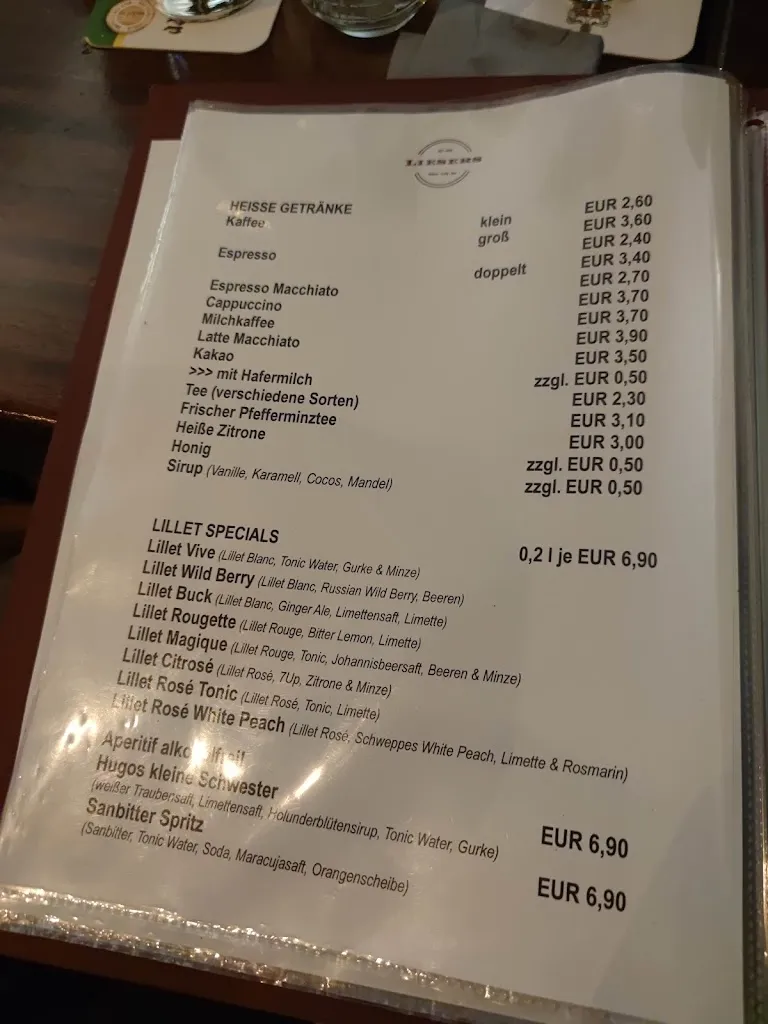 LIESERS
HEISSE GETRÄNKE
Kaffee klein EUR 2,60
groß EUR 3,60
Espresso EUR 2,40
doppelt EUR 3,40
Espresso Macchiato EUR 2,70
Cappuccino EUR 3,70
Milchkaffee EUR 3,70
Latte Macchiato EUR 3,90
Kakao EUR 3,50
>>> mit Hafermilch zzgl. EUR 0,50
Tee (verschiedene Sorten) EUR 2,30
Frischer Pfefferminztee EUR 3,10
Heiße Zitrone EUR 3,00
Honig zzgl. EUR 0,50
Sirup (Vanille, Karamell, Cocos, Mandel) zzgl. EUR 0,50
LILLET SPECIALS 0,2 l je EUR 6,90
Lillet Vive (Lillet Blanc, Tonic Water, Gurke & Minze)
Lillet Wild Berry (Lillet Blanc, Russian Wild Berry, Beeren)
Lillet Buck (Lillet Blanc, Ginger Ale, Limettensaft, Limette)
Lillet Rougette (Lillet Rouge, Bitter Lemon, Limette)
Lillet Magique (Lillet Rouge, Tonic, Johannisbeersaft, Beeren & Minze)
Lillet Citrosé (Lillet Rosé, 7Up, Zitrone & Minze)
Lillet Rosé Tonic (Lillet Rosé, Tonic, Limette)
Lillet Rosé White Peach (Lillet Rosé, Schweppes White Peach, Limette & Rosmarin)
Aperitif alkoholfrei!
Hugos kleine Schwester EUR 6,90
(weißer Traubensaft, Limettensaft, Holunderblütensirup, Tonic Water, Gurke)
Sanbitter Spritz EUR 6,90
(Sanbitter, Tonic Water, Soda, Maracujasaft, Orangenscheibe)